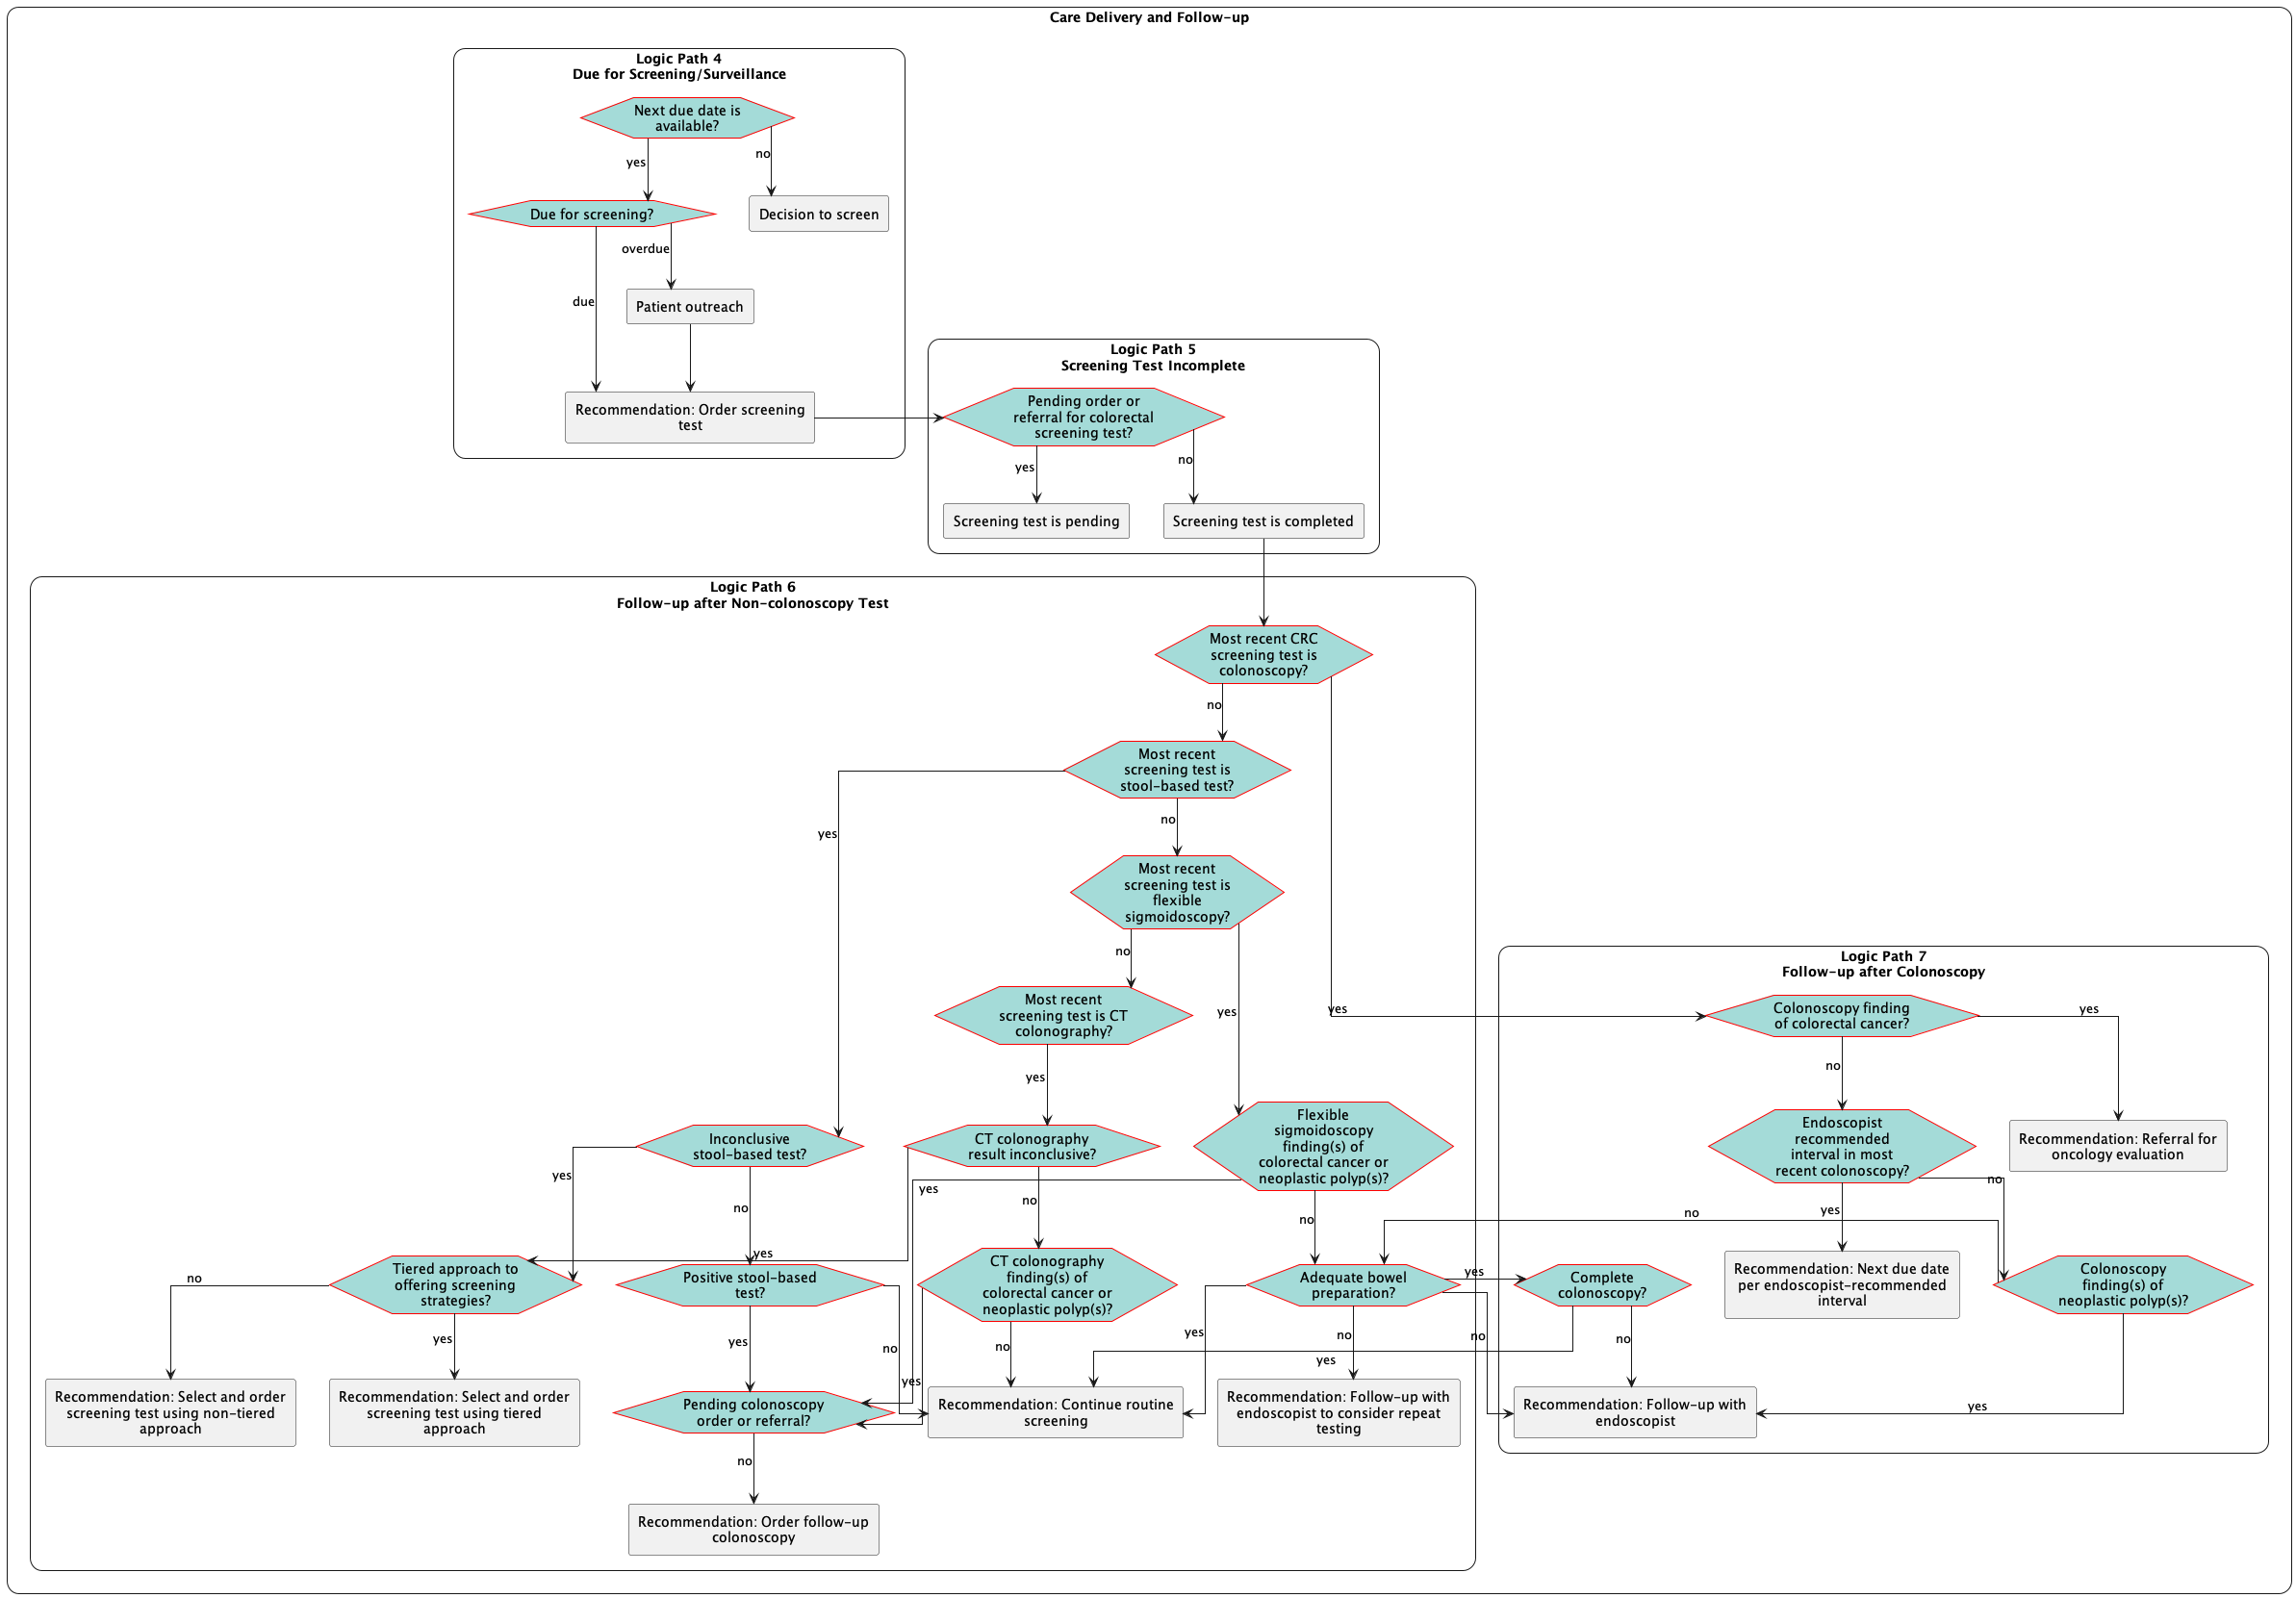 Care Delivery and Follow-up
Logic Path 4
Due for Screening/Surveillance
Next due date is
available?
yes
no
Due for screening?
Decision to screen
overdue
due
Patient outreach
Recommendation: Order screening
test
Logic Path 5
Screening Test Incomplete
Pending order or
referral for colorectal
screening test?
yes
no
Screening test is pending
Screening test is completed
Logic Path 6
Follow-up after Non-colonoscopy Test
Most recent CRC
screening test is
colonoscopy?
no
yes
Most recent
screening test is
stool-based test?
yes
no
Most recent
screening test is
flexible
sigmoidoscopy?
no
yes
Most recent
screening test is CT
colonography?
yes
Inconclusive
stool-based test?
yes
no
CT colonography
result inconclusive?
yes
no
Flexible
sigmoidoscopy
finding(s) of
colorectal cancer or
neoplastic polyp(s)?
yes
no
Tiered approach to
offering screening
strategies?
no
yes
Positive stool-based
test?
yes
no
CT colonography
finding(s) of
colorectal cancer or
neoplastic polyp(s)?
yes
no
Adequate bowel
preparation?
yes
no
yes
no
Recommendation: Select and order
screening test using non-tiered
approach
Recommendation: Select and order
screening test using tiered
approach
Pending colonoscopy
order or referral?
no
Recommendation: Continue routine
screening
Recommendation: Follow-up with
endoscopist to consider repeat
testing
Recommendation: Order follow-up
colonoscopy
Logic Path 7
Follow-up after Colonoscopy
Colonoscopy finding
of colorectal cancer?
yes
no
Endoscopist
recommended
interval in most
recent colonoscopy?
yes
no
Recommendation: Referral for
oncology evaluation
Complete
colonoscopy?
yes
no
Recommendation: Next due date
per endoscopist-recommended
interval
Colonoscopy
finding(s) of
neoplastic polyp(s)?
no
yes
Recommendation: Follow-up with
endoscopist